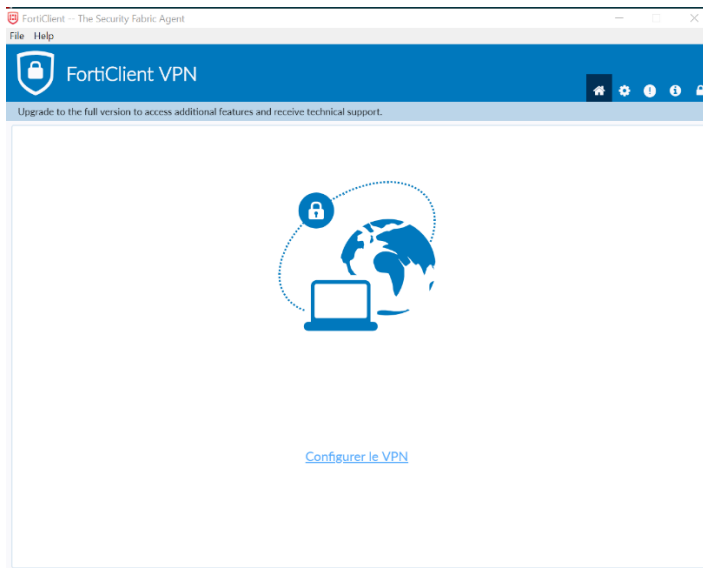 FortiClient -- The Security Fabric Agent
File Help
FortiClient VPN
Upgrade to the full version to access additional features and receive technical support.
Configurer le VPN